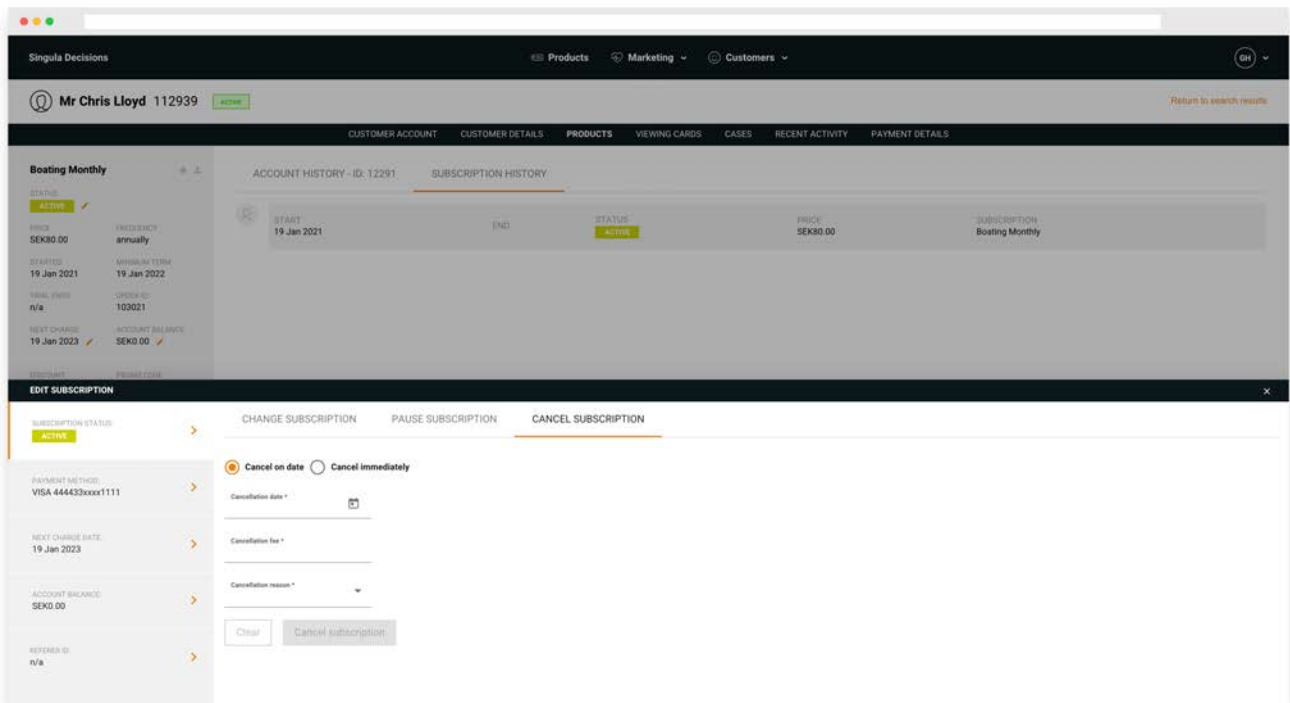 Singula Decisions
Products
Marketing
Customers
GH
Mr Chris Lloyd 112939
ACTIVE
Return to search results
CUSTOMER ACCOUNT
CUSTOMER DETAILS
PRODUCTS
VIEWING CARDS
CASES
RECENT ACTIVITY
PAYMENT DETAILS
Boating Monthly
STATUS:
ACTIVE
PRICE: FREQUENCY:
SEK80.00 annually
STARTED: MINIMUM TERM:
19 Jan 2021 19 Jan 2022
TRIAL ENDS: ORDER ID:
n/a 103021
NEXT CHARGE: ACCOUNT BALANCE:
19 Jan 2023 SEK0.00
DISCOUNT PROMO CODE
ACCOUNT HISTORY - ID: 12291
SUBSCRIPTION HISTORY
START END STATUS PRICE SUBSCRIPTION
19 Jan 2021 ACTIVE SEK80.00 Boating Monthly
EDIT SUBSCRIPTION
SUBSCRIPTION STATUS:
ACTIVE
PAYMENT METHOD:
VISA 444433xxxx1111
NEXT CHARGE DATE:
19 Jan 2023
ACCOUNT BALANCE:
SEK0.00
REFERER ID:
n/a
CHANGE SUBSCRIPTION
PAUSE SUBSCRIPTION
CANCEL SUBSCRIPTION
Cancel on date
Cancel immediately
Cancellation date *
Cancellation fee *
Cancellation reason *
Clear
Cancel subscription